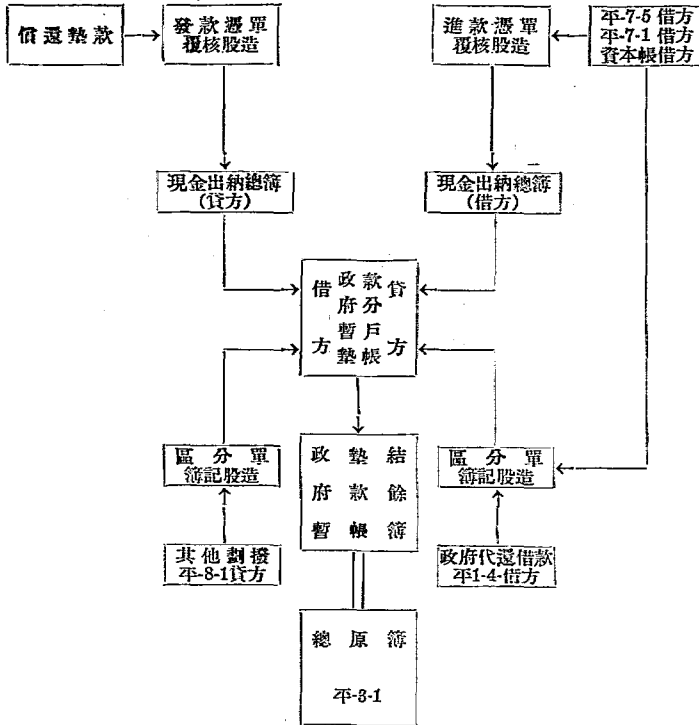 償還墊款
發款憑單
覆核股造
進款憑單
覆核股造
平-7-5 借方
平-7-1 借方
資本帳借方
現金出納總簿
(貸方)
現金出納總簿
(借方)
借方
政府暫墊
款分戶帳
貸方
區分單
簿記股造
政府暫
墊款帳
結餘簿
區分單
簿記股造
其他劃撥
平-8-1貸方
政府代還借款
平1-4-借方
總原簿
平-3-1